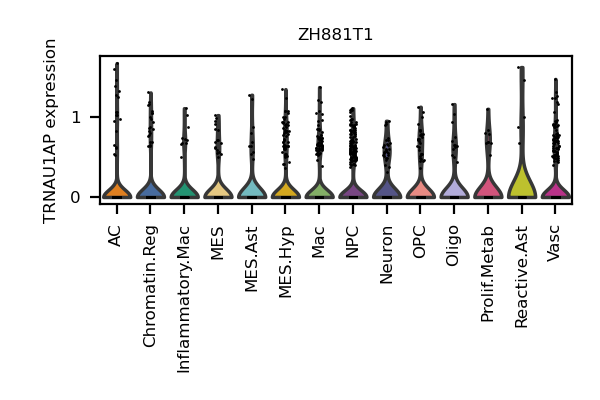 ZH881T1
TRNAU1AP expression
1
0
AC
Chromatin.Reg
Inflammatory.Mac
MES
MES.Ast
MES.Hyp
Mac
NPC
Neuron
OPC
Oligo
Prolif.Metab
Reactive.Ast
Vasc